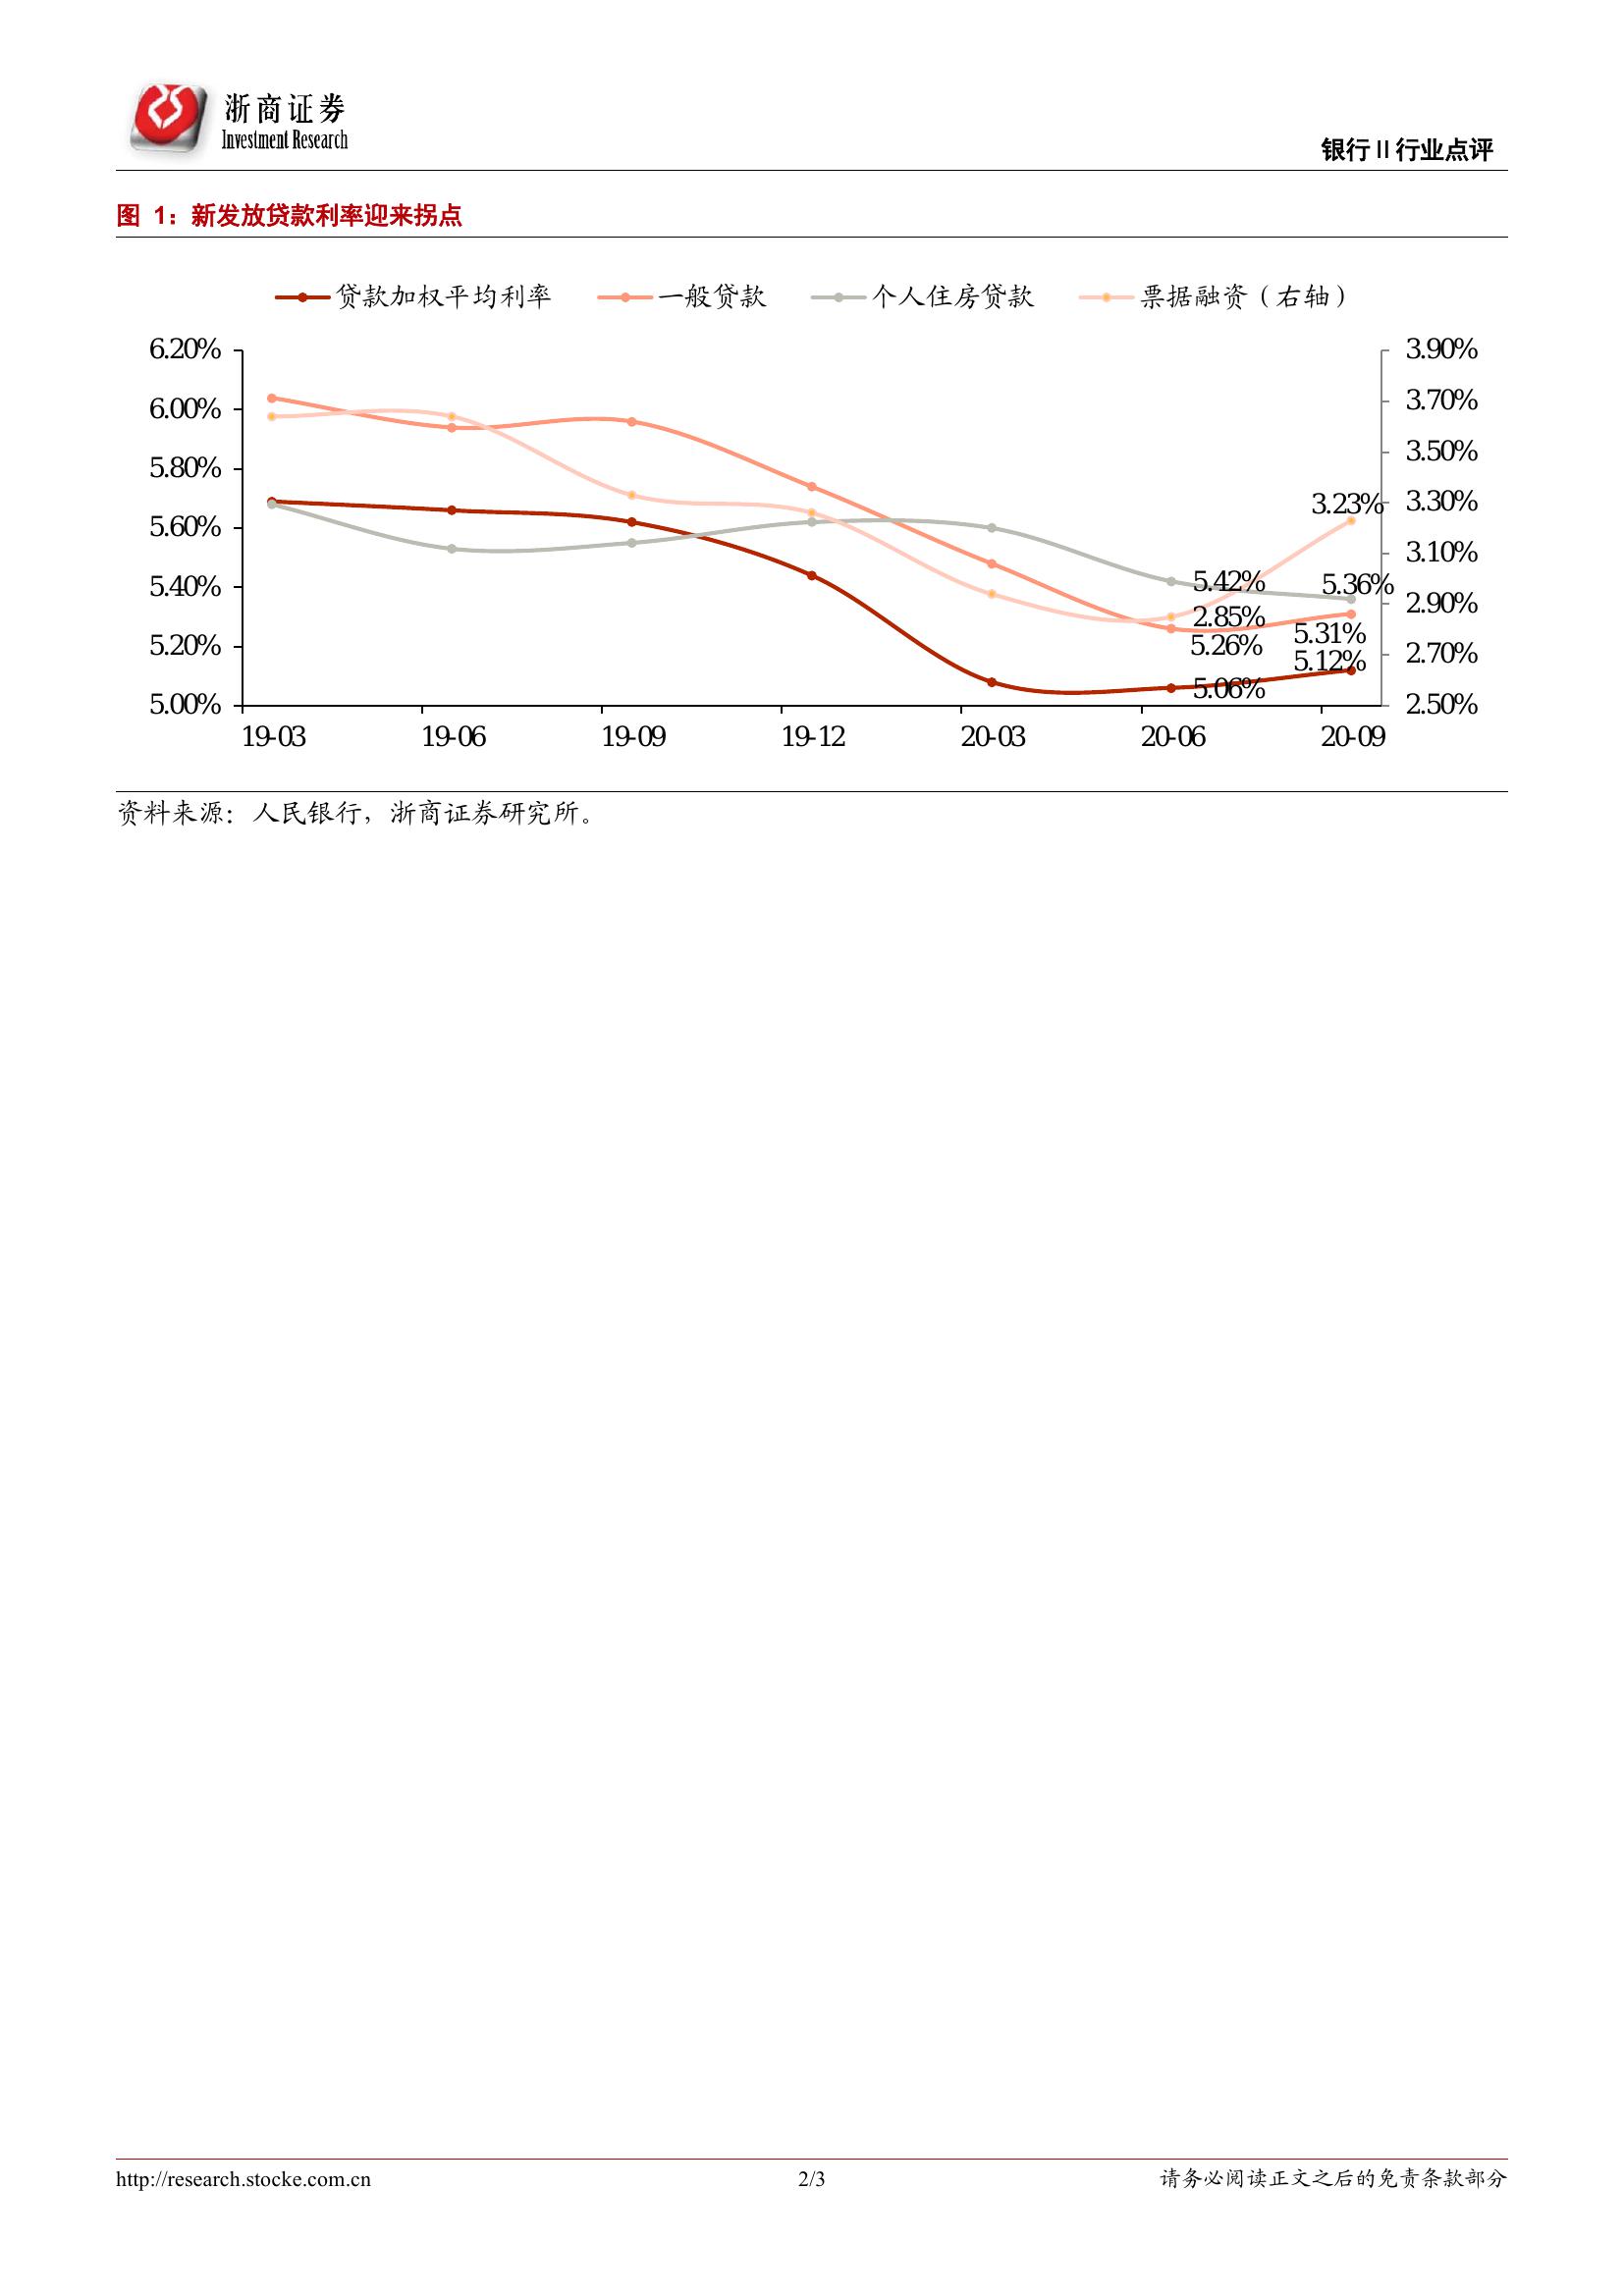 浙商证券
Investment Research
银行 II 行业点评
图 1：新发放贷款利率迎来拐点
贷款加权平均利率 一般贷款 个人住房贷款 票据融资（右轴）
6.20%
6.00%
5.80%
5.60%
5.40%
5.20%
5.00%
3.90%
3.70%
3.50%
3.30%
3.10%
2.90%
2.70%
2.50%
3.23%
5.42%
5.36%
2.85%
5.26%
5.31%
5.12%
5.06%
19-03 19-06 19-09 19-12 20-03 20-06 20-09
资料来源：人民银行，浙商证券研究所。
http://research.stocke.com.cn 2/3 请务必阅读正文之后的免责条款部分